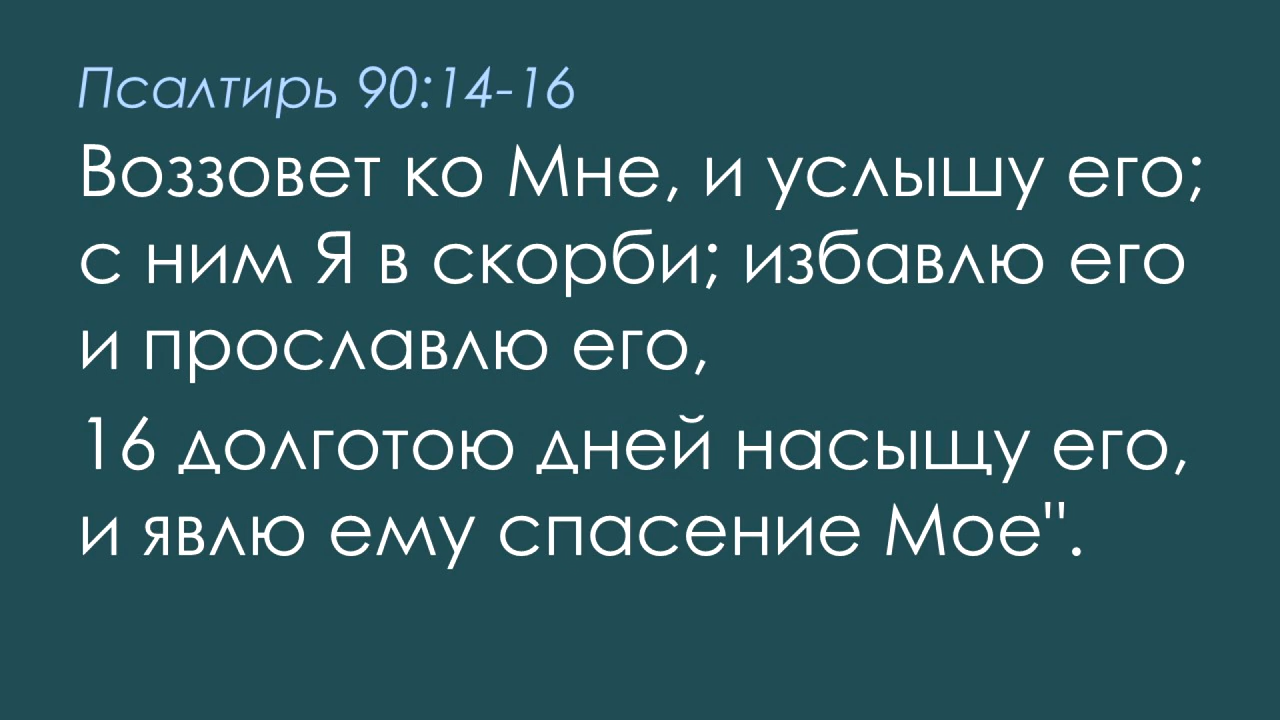 Псалтирь 90:14-16
Воззовет ко Мне, и услышу его;
с ним Я в скорби; избавлю его
и прославлю его,
16 долготою дней насыщу его,
и явлю ему спасение Мое".